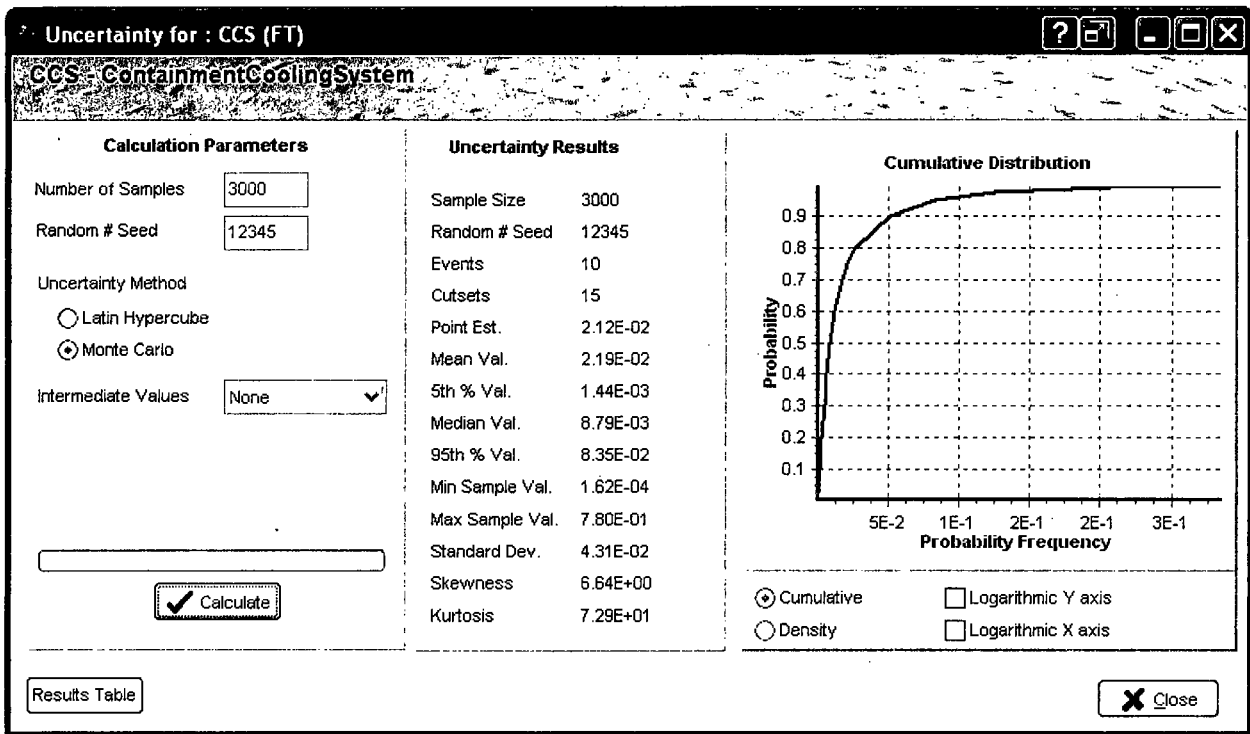 Uncertainty for : CCS (FT)
?
CCS - ContainmentCoolingSystem
Calculation Parameters
Number of Samples 3000
Random # Seed 12345
Uncertainty Method
Latin Hypercube
Monte Carlo
Intermediate Values None
Calculate
Uncertainty Results
Sample Size 3000
Random # Seed 12345
Events 10
Cutsets 15
Point Est. 2.12E-02
Mean Val. 2.19E-02
5th % Val. 1.44E-03
Median Val. 8.79E-03
95th % Val. 8.35E-02
Min Sample Val. 1.62E-04
Max Sample Val. 7.80E-01
Standard Dev. 4.31E-02
Skewness 6.64E+00
Kurtosis 7.29E+01
Cumulative Distribution
Probability
0.9
0.8
0.7
0.6
0.5
0.4
0.3
0.2
0.1
5E-2 1E-1 2E-1 2E-1 3E-1
Probability Frequency
Cumulative Logarithmic Y axis
Density Logarithmic X axis
Results Table
Close